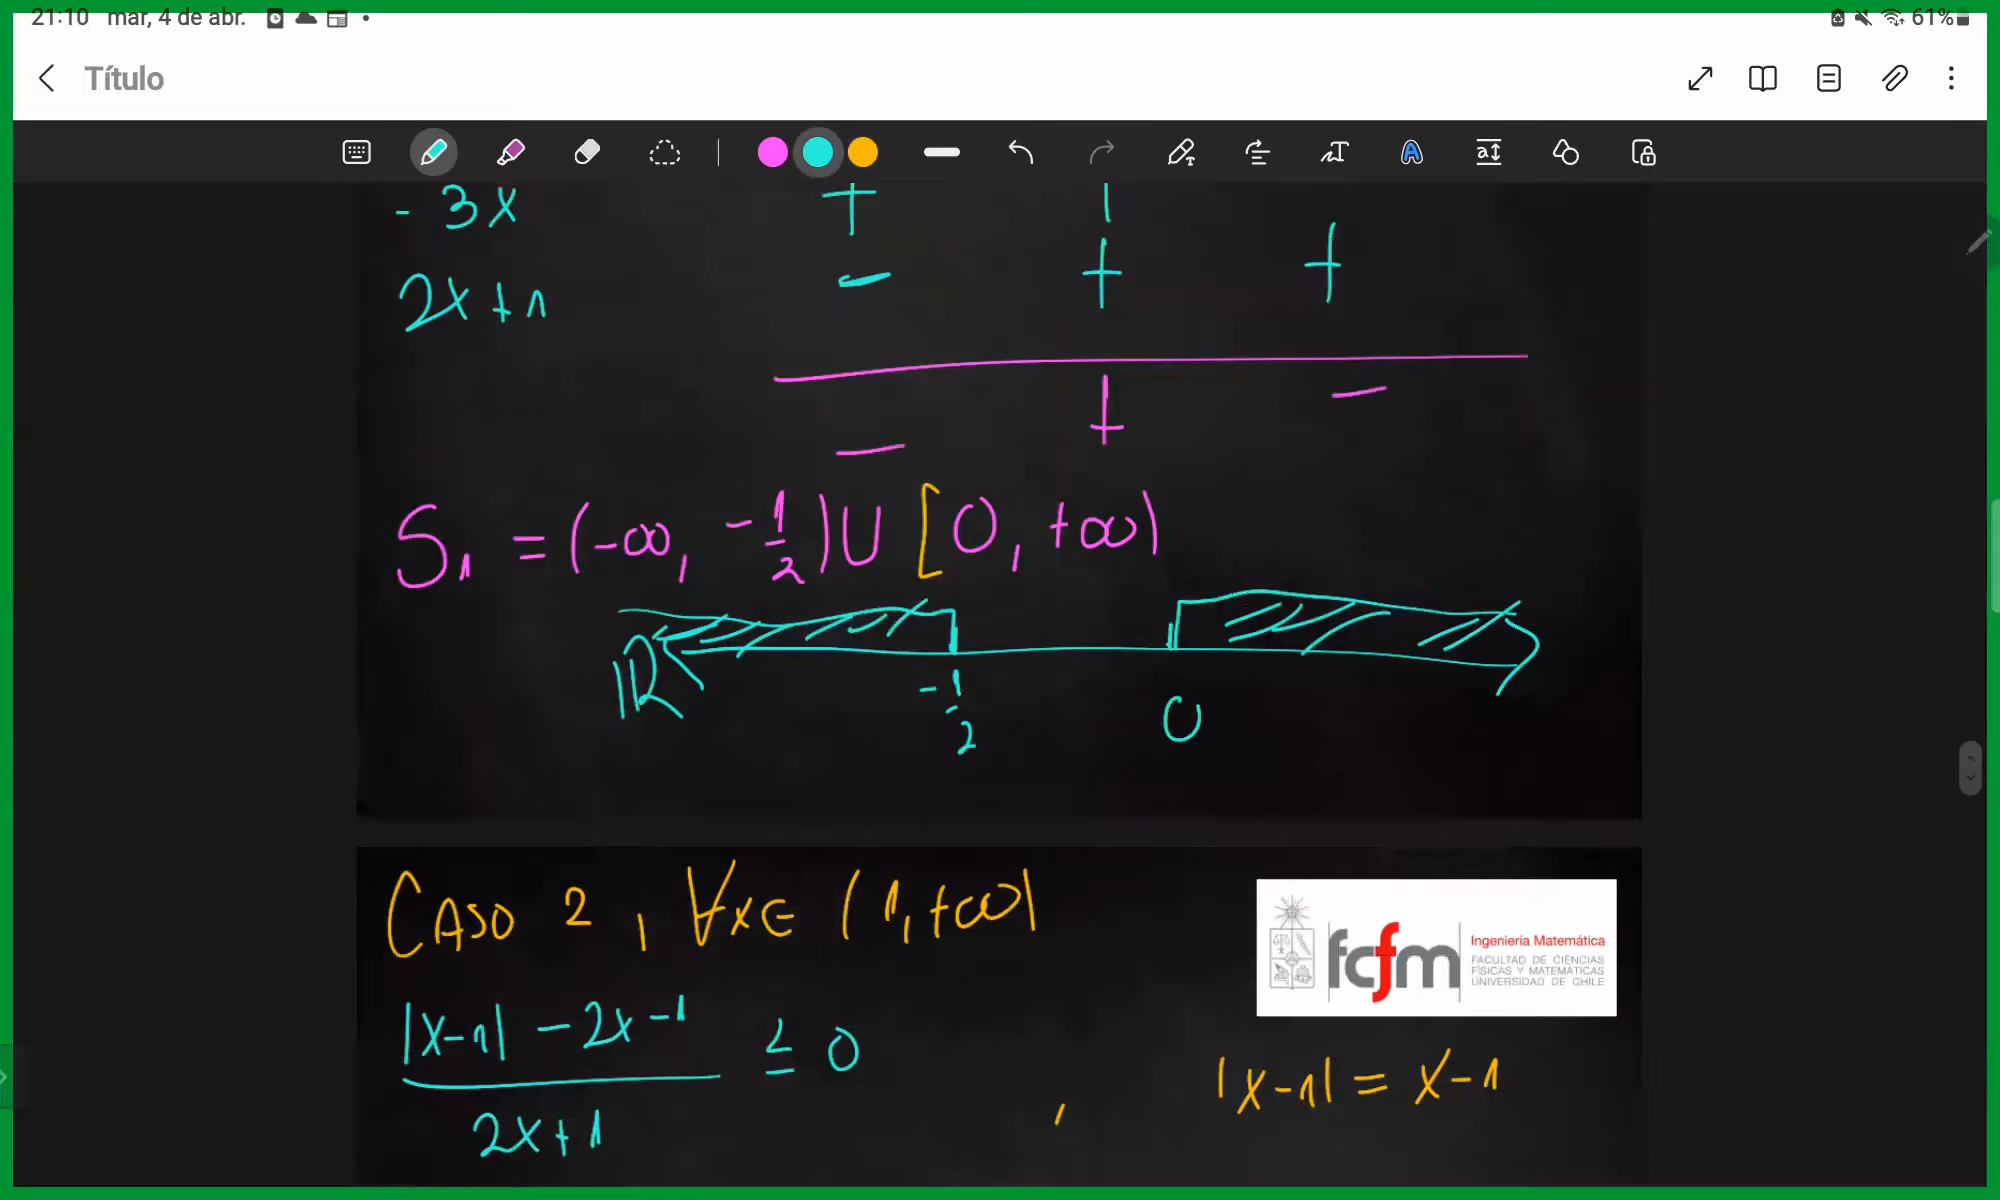 21:10 mar, 4 de abr. 61%
Título
- 3x + -
2x+1 - + +
- + -
S₁ = (-∞, -1/2) ∪ [0, +∞)
ℝ -1/2 0
CASO 2, ∀x∈ (1, +∞)
fcfm
Ingeniería Matemática
FACULTAD DE CIENCIAS
FÍSICAS Y MATEMÁTICAS
UNIVERSIDAD DE CHILE
|x-1| - 2x - 1 ≤ 0
2x+1
, |x-1| = x-1